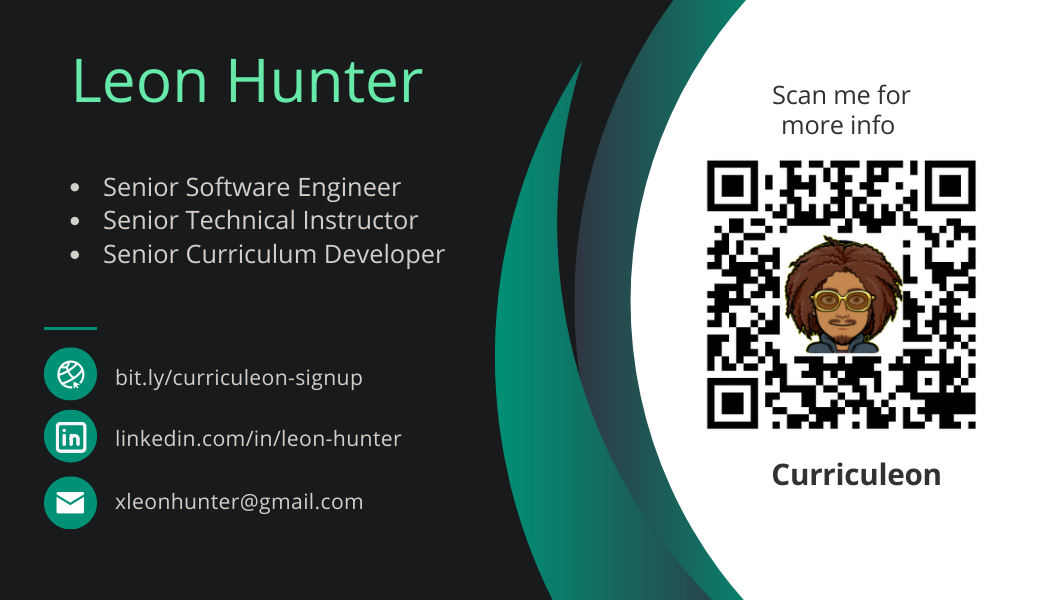 Leon Hunter
Senior Software Engineer
Senior Technical Instructor
Senior Curriculum Developer
bit.ly/curriculeon-signup
in
linkedin.com/in/leon-hunter
xleonhunter@gmail.com
Scan me for
more info
Curriculeon